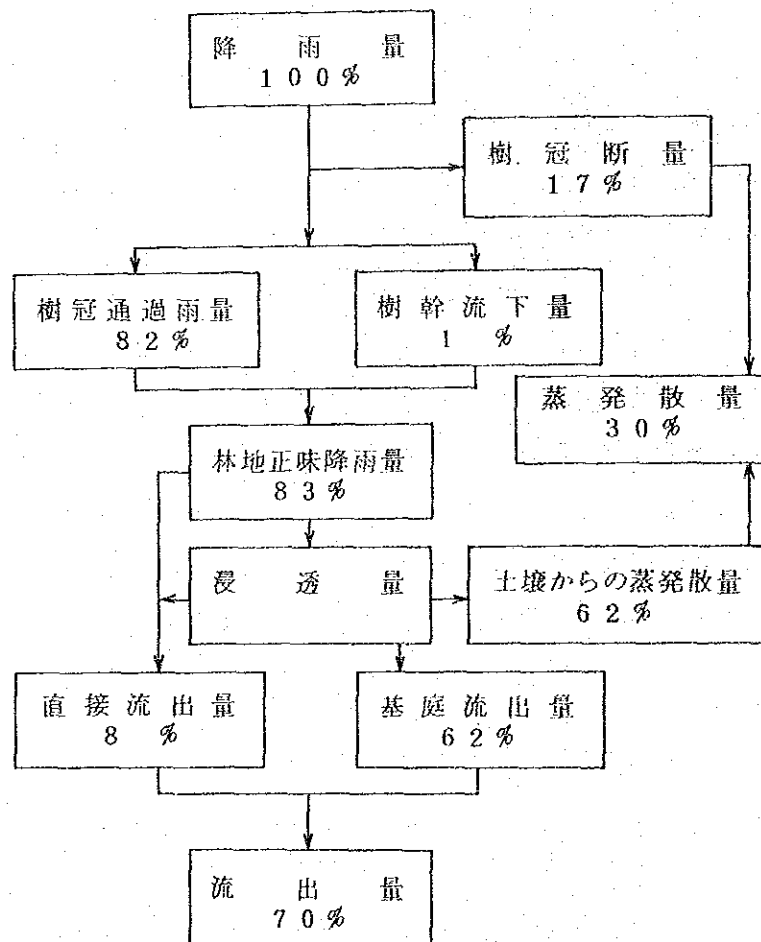 降雨量
100%
樹冠断量
17%
樹冠通過雨量
82%
樹幹流下量
1%
蒸発散量
30%
林地正味降雨量
83%
浸透量
土壌からの蒸発散量
62%
直接流出量
8%
基庭流出量
62%
流出量
70%